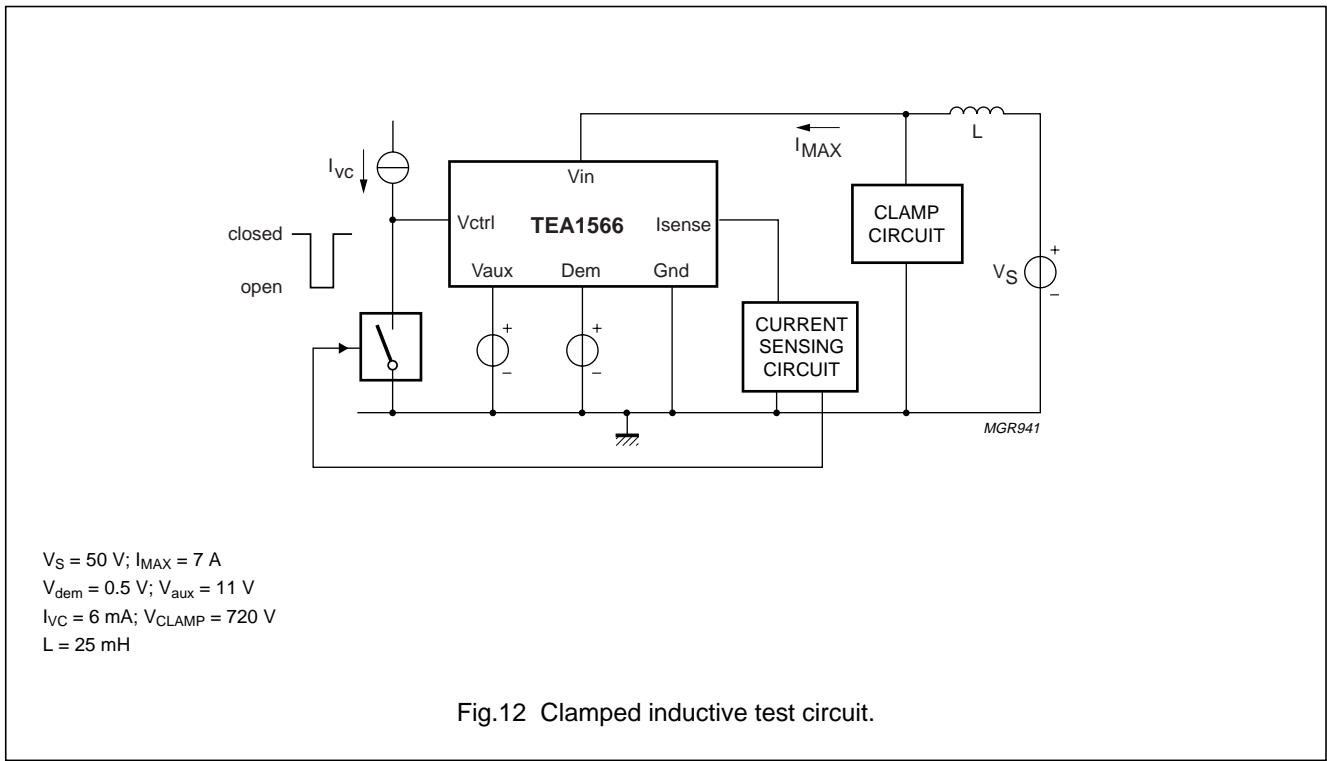 L
I_MAX
I_VC
Vin
CLAMP
CIRCUIT
Vctrl
TEA1566
Isense
closed
V_S
+
–
Vaux
Dem
Gnd
open
CURRENT
SENSING
CIRCUIT
+
–
+
–
MGR941
V_S = 50 V; I_MAX = 7 A
V_dem = 0.5 V; V_aux = 11 V
I_VC = 6 mA; V_CLAMP = 720 V
L = 25 mH
Fig.12 Clamped inductive test circuit.